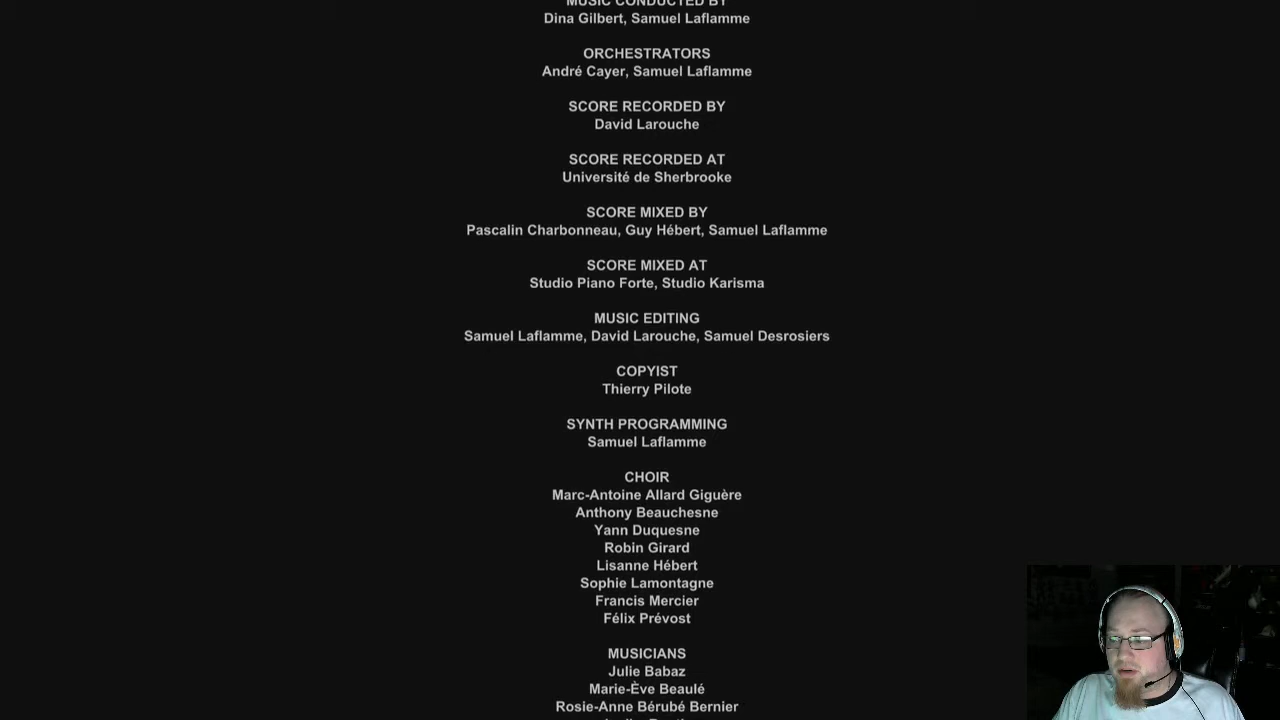 MUSIC CONDUCTED BY
Dina Gilbert, Samuel Laflamme
ORCHESTRATORS
André Cayer, Samuel Laflamme
SCORE RECORDED BY
David Larouche
SCORE RECORDED AT
Université de Sherbrooke
SCORE MIXED BY
Pascalin Charbonneau, Guy Hébert, Samuel Laflamme
SCORE MIXED AT
Studio Piano Forte, Studio Karisma
MUSIC EDITING
Samuel Laflamme, David Larouche, Samuel Desrosiers
COPYIST
Thierry Pilote
SYNTH PROGRAMMING
Samuel Laflamme
CHOIR
Marc-Antoine Allard Giguère
Anthony Beauchesne
Yann Duquesne
Robin Girard
Lisanne Hébert
Sophie Lamontagne
Francis Mercier
Félix Prévost
MUSICIANS
Julie Babaz
Marie-Ève Beaulé
Rosie-Anne Bérubé Bernier